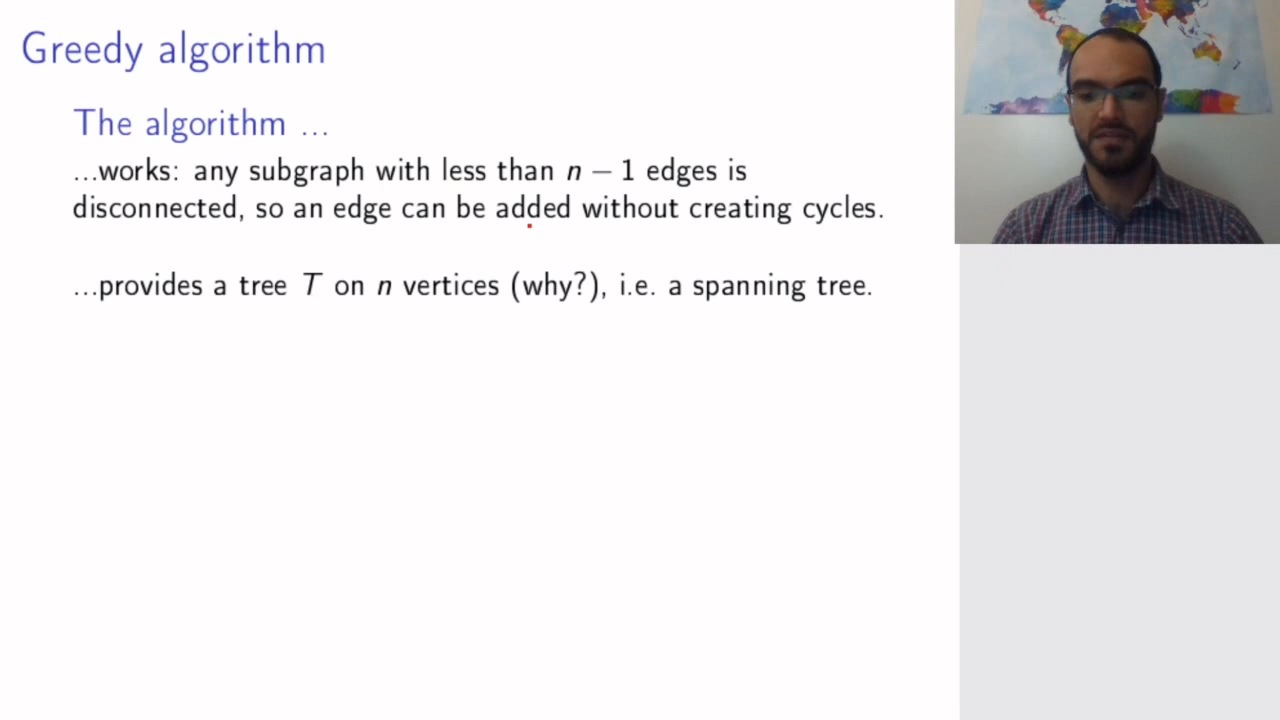 Greedy algorithm
The algorithm ...
...works: any subgraph with less than n − 1 edges is
disconnected, so an edge can be added without creating cycles.
...provides a tree T on n vertices (why?), i.e. a spanning tree.